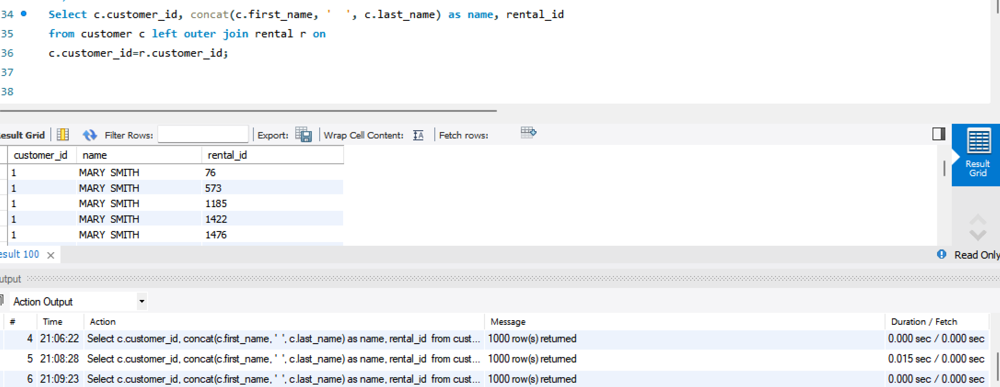 34 Select c.customer_id, concat(c.first_name, '  ', c.last_name) as name, rental_id
35 from customer c left outer join rental r on
36 c.customer_id=r.customer_id;
37
38
esult Grid Filter Rows: Export: Wrap Cell Content: Fetch rows:
Result
Grid
customer_id name rental_id
1 MARY  SMITH 76
1 MARY  SMITH 573
1 MARY  SMITH 1185
1 MARY  SMITH 1422
1 MARY  SMITH 1476
esult 100 Read Only
utput
Action Output
# Time Action Message Duration / Fetch
4 21:06:22 Select c.customer_id, concat(c.first_name, '  ', c.last_name) as name, rental_id  from cust... 1000 row(s) returned 0.000 sec / 0.000 sec
5 21:08:28 Select c.customer_id, concat(c.first_name, '  ', c.last_name) as name, rental_id  from cust... 1000 row(s) returned 0.015 sec / 0.000 sec
6 21:09:23 Select c.customer_id, concat(c.first_name, '  ', c.last_name) as name, rental_id  from cust... 1000 row(s) returned 0.000 sec / 0.000 sec